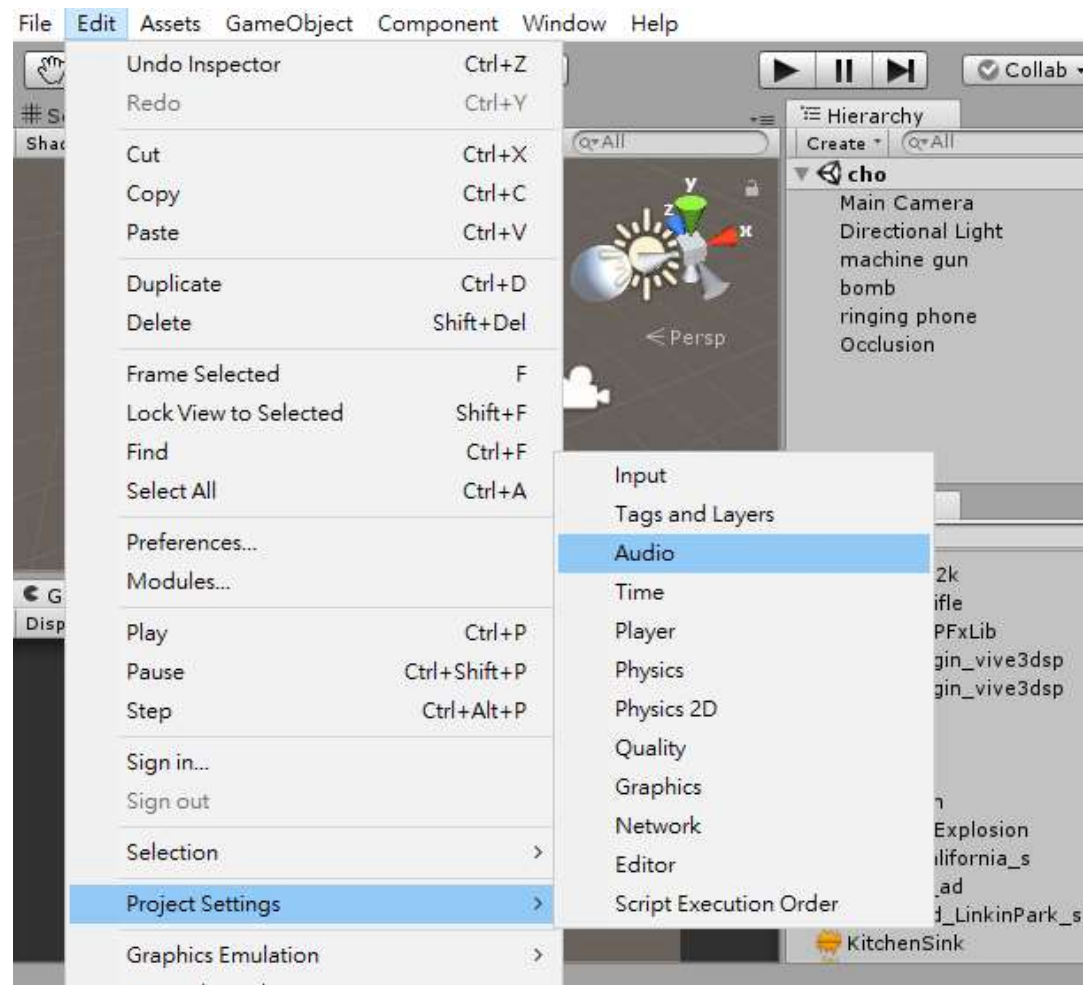 File Edit Assets GameObject Component Window Help
Undo Inspector Ctrl+Z
Redo Ctrl+Y
Cut Ctrl+X
Copy Ctrl+C
Paste Ctrl+V
Duplicate Ctrl+D
Delete Shift+Del
Frame Selected F
Lock View to Selected Shift+F
Find Ctrl+F
Select All Ctrl+A
Preferences...
Modules...
Play Ctrl+P
Pause Ctrl+Shift+P
Step Ctrl+Alt+P
Sign in...
Sign out
Selection >
Project Settings >
Graphics Emulation >
Input
Tags and Layers
Audio
Time
Player
Physics
Physics 2D
Quality
Graphics
Network
Editor
Script Execution Order
Collab
All
y
z
x
Persp
Hierarchy
Create All
cho
Main Camera
Directional Light
machine gun
bomb
ringing phone
Occlusion
2k
ifle
PFxLib
gin_vive3dsp
gin_vive3dsp
Explosion
lifornia_s
_ad
d_LinkinPark_s
KitchenSink